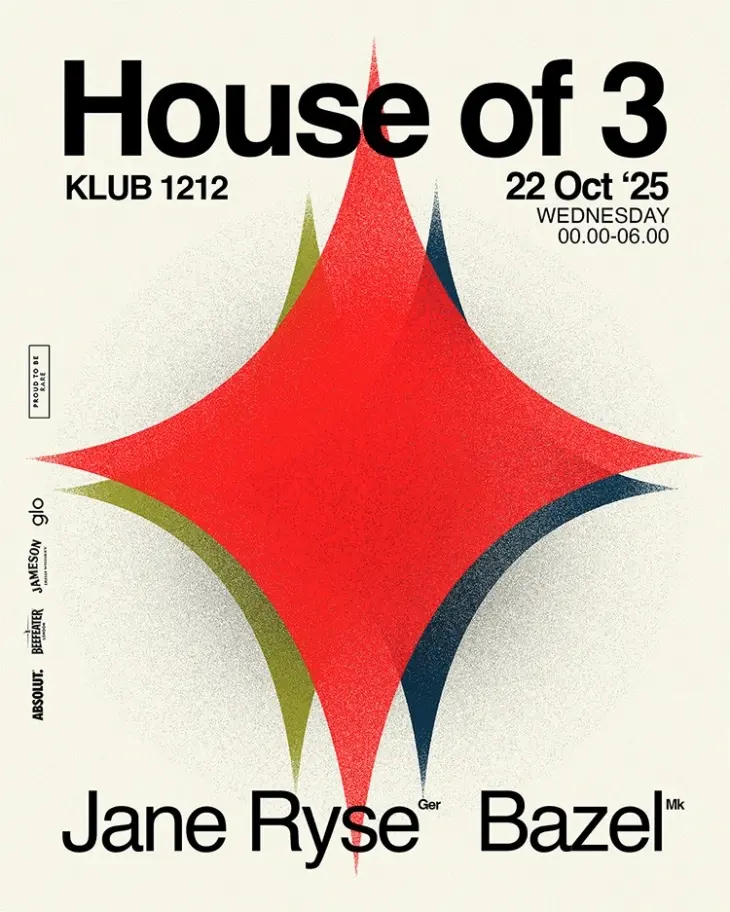 House of 3
KLUB 1212
22 Oct ‘25
WEDNESDAY
00.00-06.00
PROUD TO BE
RARE
glo
JAMESON
BEEFEATER
LONDON
ABSOLUT.
Jane Ryse Ger
Bazel Mk